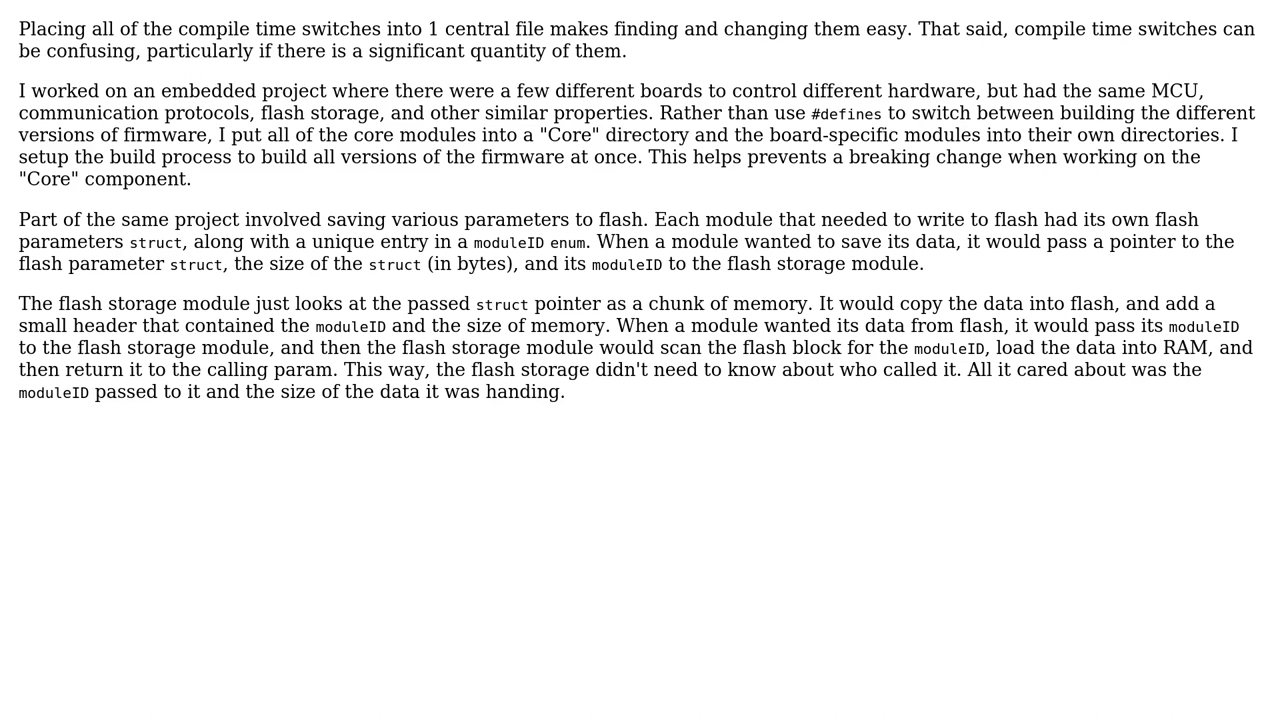 Placing all of the compile time switches into 1 central file makes finding and changing them easy. That said, compile time switches can
be confusing, particularly if there is a significant quantity of them.
I worked on an embedded project where there were a few different boards to control different hardware, but had the same MCU,
communication protocols, flash storage, and other similar properties. Rather than use #defines to switch between building the different
versions of firmware, I put all of the core modules into a "Core" directory and the board-specific modules into their own directories. I
setup the build process to build all versions of the firmware at once. This helps prevents a breaking change when working on the
"Core" component.
Part of the same project involved saving various parameters to flash. Each module that needed to write to flash had its own flash
parameters struct, along with a unique entry in a moduleID enum. When a module wanted to save its data, it would pass a pointer to the
flash parameter struct, the size of the struct (in bytes), and its moduleID to the flash storage module.
The flash storage module just looks at the passed struct pointer as a chunk of memory. It would copy the data into flash, and add a
small header that contained the moduleID and the size of memory. When a module wanted its data from flash, it would pass its moduleID
to the flash storage module, and then the flash storage module would scan the flash block for the moduleID, load the data into RAM, and
then return it to the calling param. This way, the flash storage didn't need to know about who called it. All it cared about was the
moduleID passed to it and the size of the data it was handing.